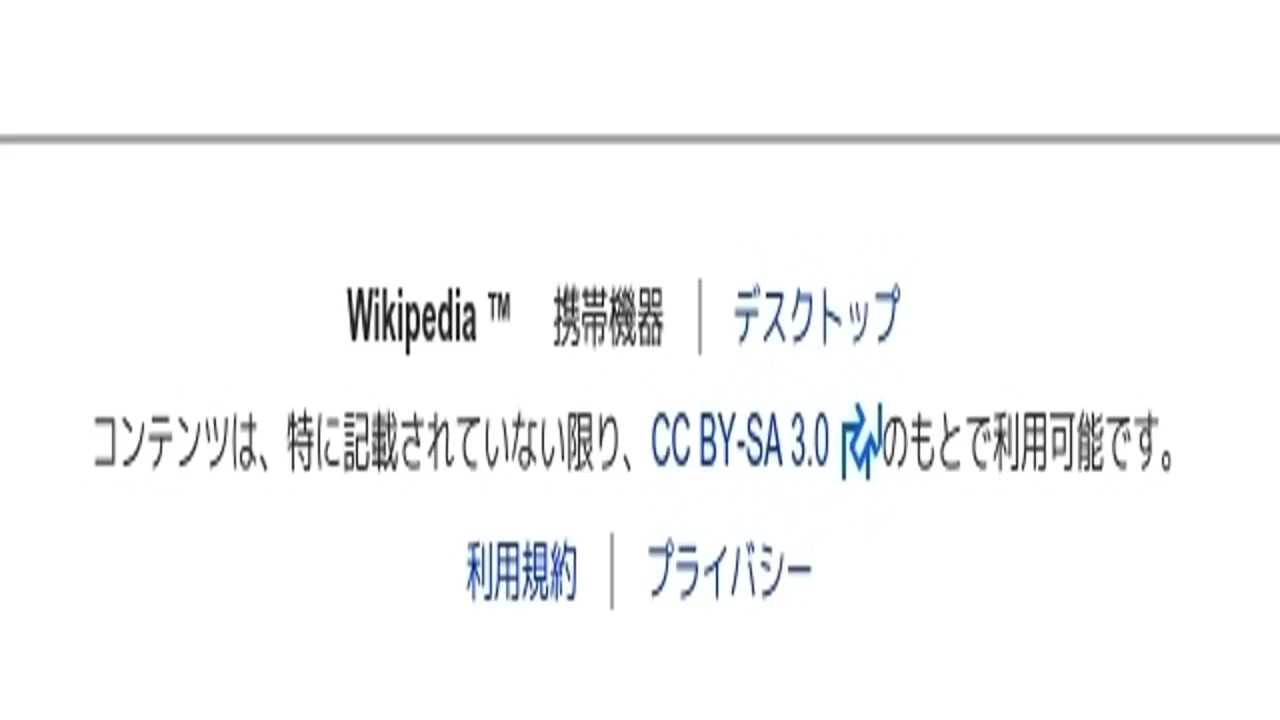 Wikipedia ™ 携帯機器 | デスクトップ
コンテンツは、特に記載されていない限り、CC BY-SA 3.0 のもとで利用可能です。
利用規約 | プライバシー